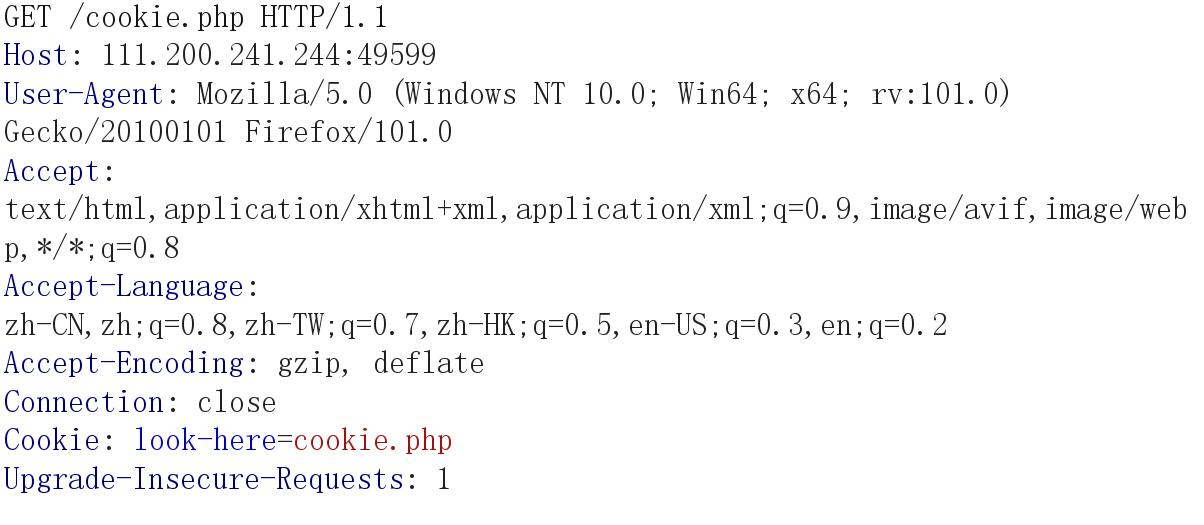 GET /cookie.php HTTP/1.1
Host: 111.200.241.244:49599
User-Agent: Mozilla/5.0 (Windows NT 10.0; Win64; x64; rv:101.0)
Gecko/20100101 Firefox/101.0
Accept:
text/html,application/xhtml+xml,application/xml;q=0.9,image/avif,image/web
p,*/*;q=0.8
Accept-Language:
zh-CN,zh;q=0.8,zh-TW;q=0.7,zh-HK;q=0.5,en-US;q=0.3,en;q=0.2
Accept-Encoding: gzip, deflate
Connection: close
Cookie: look-here=cookie.php
Upgrade-Insecure-Requests: 1